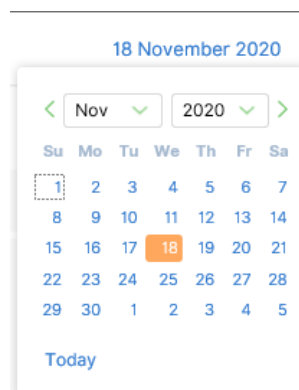 18 November 2020
Nov 2020
Su Mo Tu We Th Fr Sa
1 2 3 4 5 6 7
8 9 10 11 12 13 14
15 16 17 18 19 20 21
22 23 24 25 26 27 28
29 30 1 2 3 4 5
Today